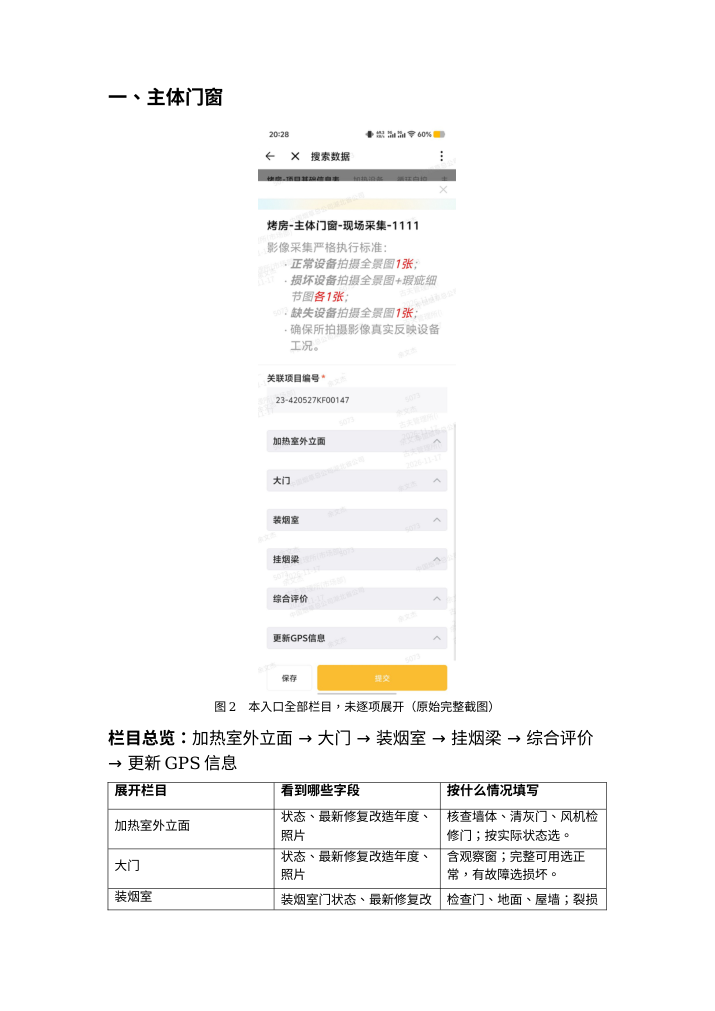 一、主体门窗
20:28
60%
搜索数据
烤房-项目基础信息表
烤房-主体门窗-现场采集-1111
影像采集严格执行标准：
· 正常设备拍摄全景图1张；
· 损坏设备拍摄全景图+瑕疵细
节图各1张；
· 缺失设备拍摄全景图1张；
· 确保所拍摄影像真实反映设备
工况。
关联项目编号 *
23-420527KF00147
加热室外立面
大门
装烟室
挂烟梁
综合评价
更新GPS信息
保存 提交
图 2 本入口全部栏目，未逐项展开（原始完整截图）
栏目总览：加热室外立面 → 大门 → 装烟室 → 挂烟梁 → 综合评价
→ 更新 GPS 信息
展开栏目 看到哪些字段 按什么情况填写
加热室外立面 状态、最新修复改造年度、 核查墙体、清灰门、风机检
照片 修门；按实际状态选。
大门 状态、最新修复改造年度、 含观察窗；完整可用选正
照片 常，有故障选损坏。
装烟室 装烟室门状态、最新修复改 检查门、地面、屋墙；裂损